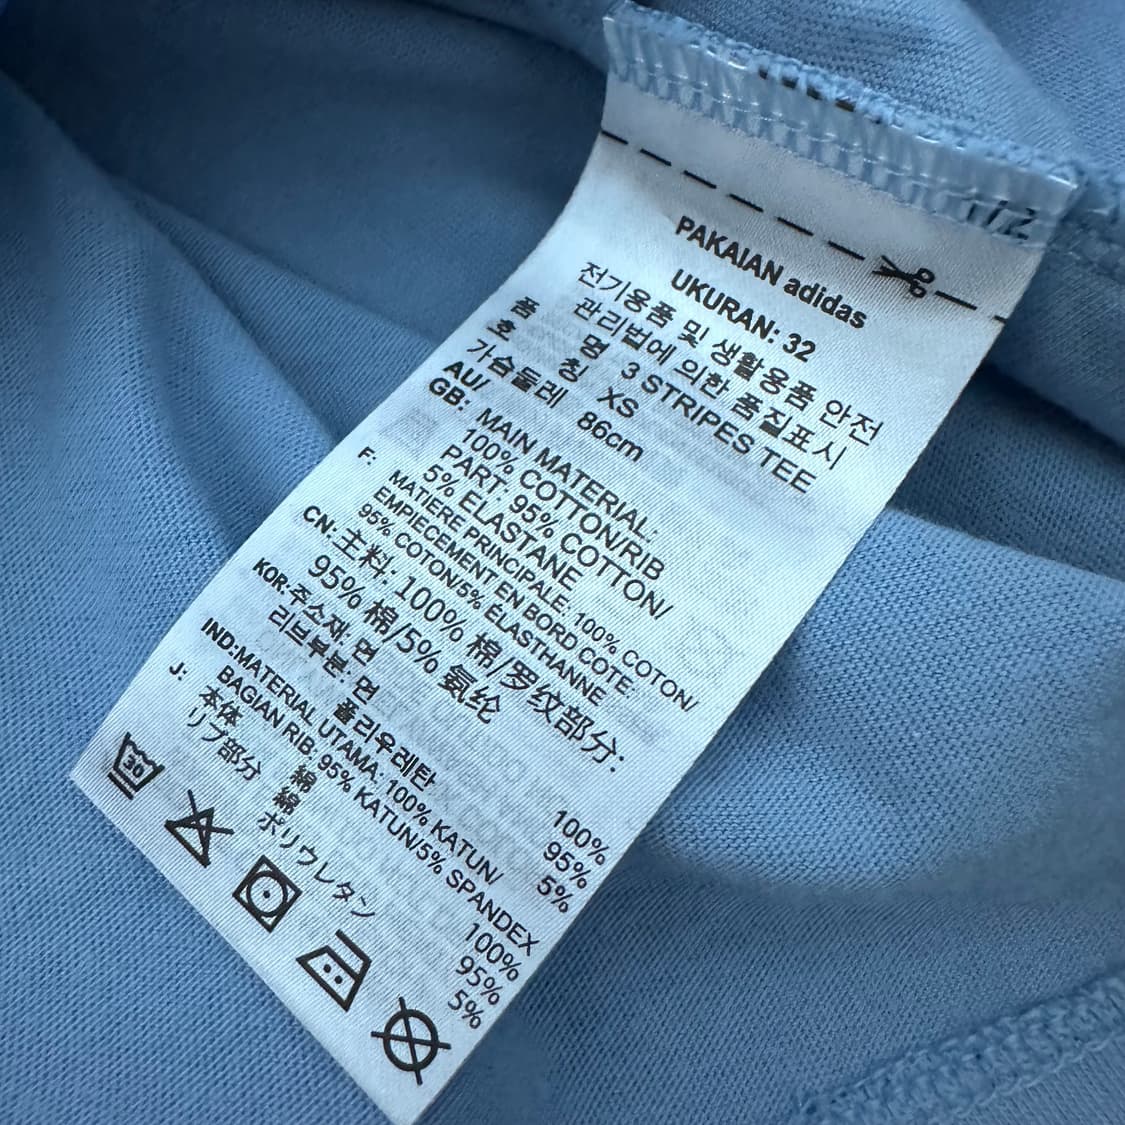 1/2
PAKAIAN adidas
UKURAN: 32
전기용품 및 생활용품 안전
관리법에 의한 품질표시
품 명 3 STRIPES TEE
호 칭 XS
가슴둘레 86cm
AU/
GB: MAIN MATERIAL:
100% COTTON/RIB
PART: 95% COTTON/
5% ELASTANE
F: MATIERE PRINCIPALE: 100% COTON/
EMPIECEMENT EN BORD COTE:
95% COTON/5% ÉLASTHANNE
CN: 主料: 100% 棉/罗纹部分:
95% 棉/5% 氨纶
KOR: 주소재: 면 100%
리브부분: 면 95%
폴리우레탄 5%
IND:MATERIAL UTAMA: 100% KATUN/
BAGIAN RIB: 95% KATUN/5% SPANDEX
J: 本体 綿 100%
リブ部分 綿 95%
ポリウレタン 5%
30